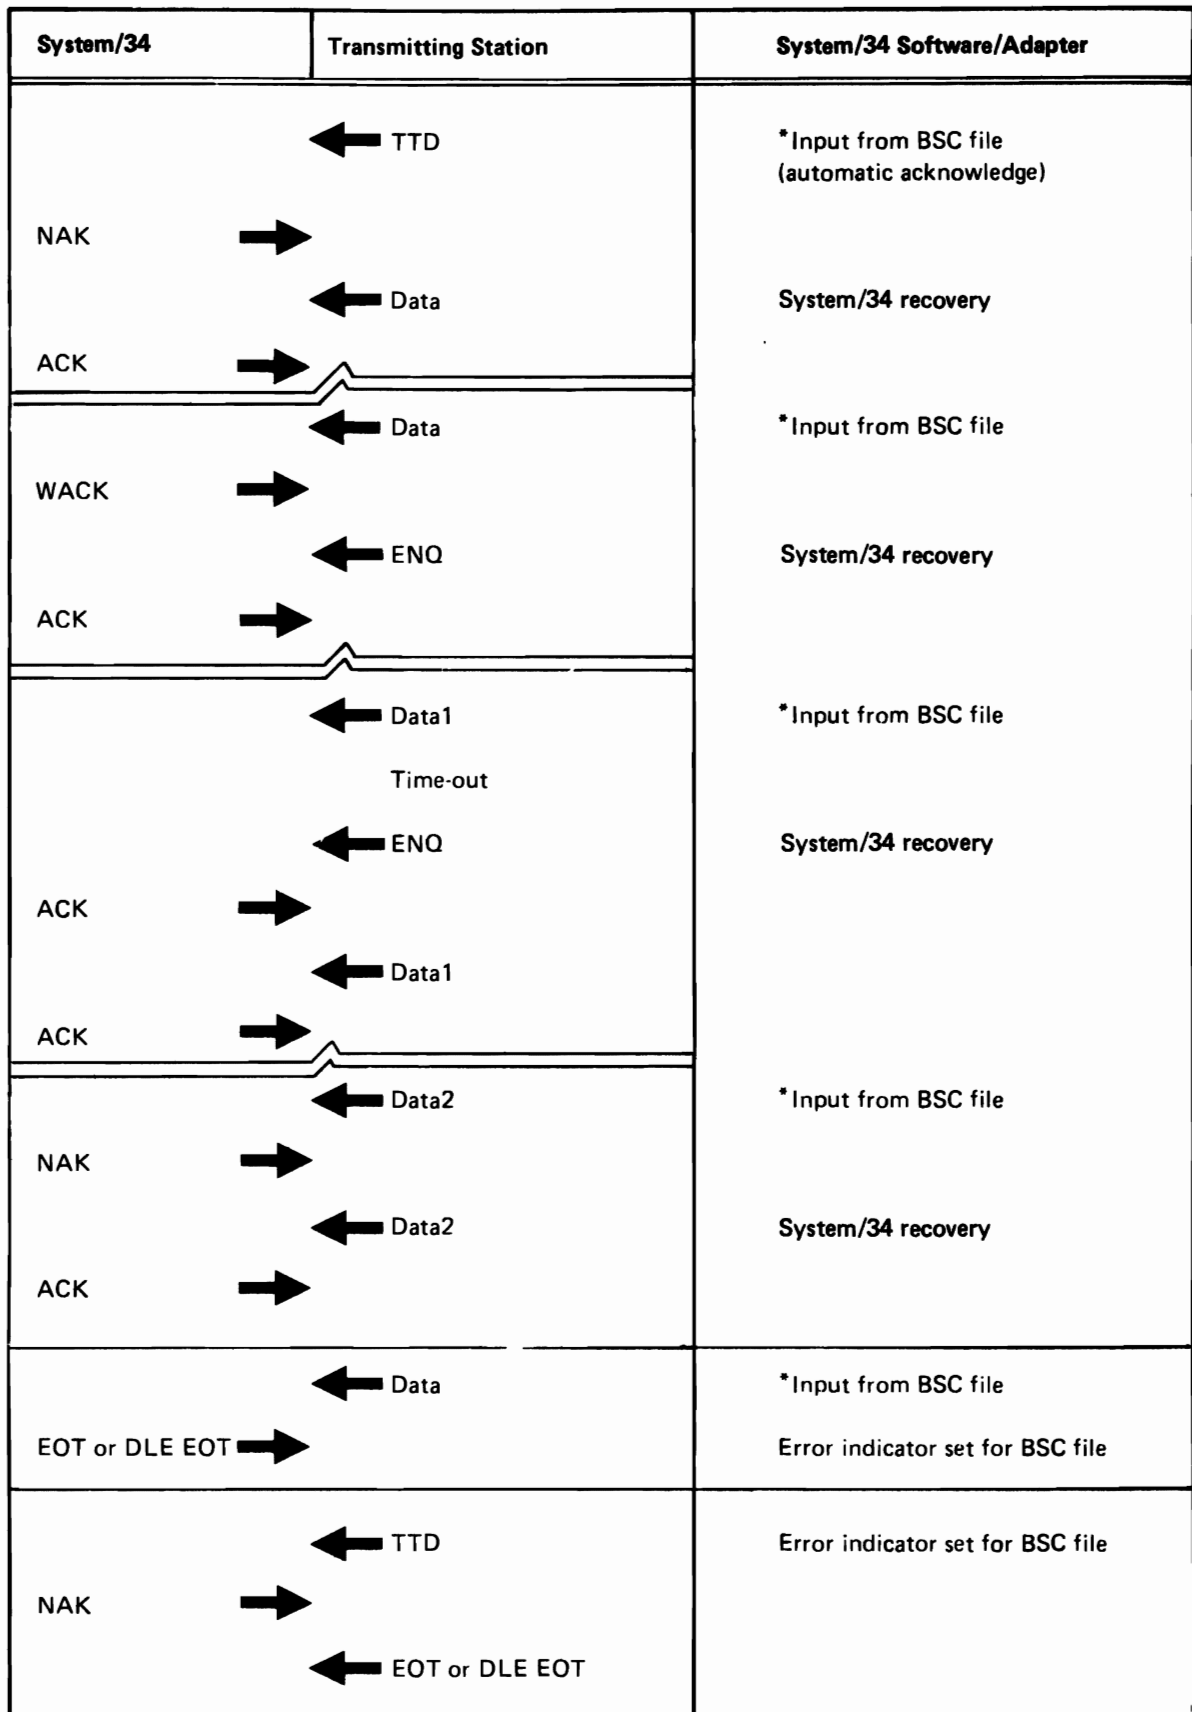 System/34 Transmitting Station System/34 Software/Adapter
TTD *Input from BSC file
(automatic acknowledge)
NAK
Data System/34 recovery
ACK
Data *Input from BSC file
WACK
ENQ System/34 recovery
ACK
Data1 *Input from BSC file
Time-out
ENQ System/34 recovery
ACK
Data1
ACK
Data2 *Input from BSC file
NAK
Data2 System/34 recovery
ACK
Data *Input from BSC file
EOT or DLE EOT Error indicator set for BSC file
TTD Error indicator set for BSC file
NAK
EOT or DLE EOT